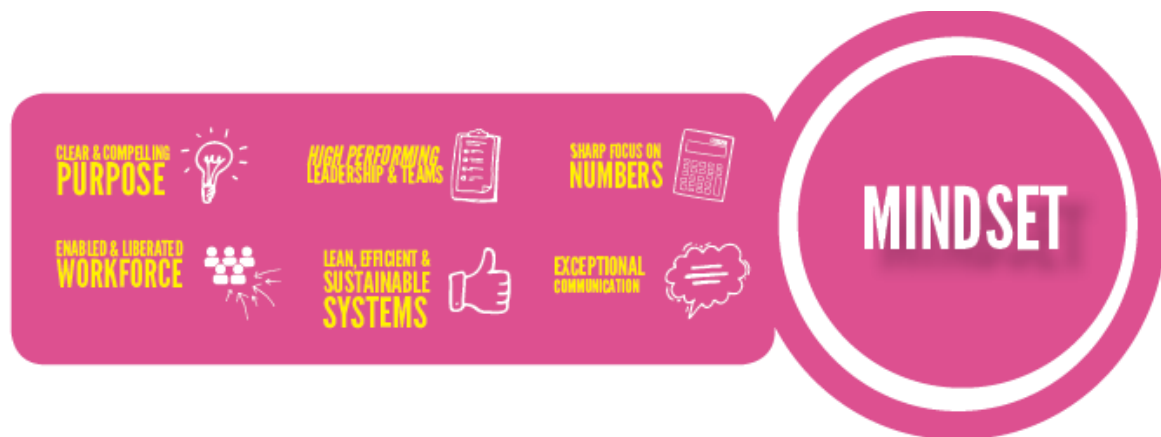 CLEAR & COMPELLING
PURPOSE
HIGH PERFORMING
LEADERSHIP & TEAMS
SHARP FOCUS ON
NUMBERS
ENABLED & LIBERATED
WORKFORCE
LEAN, EFFICIENT &
SUSTAINABLE
SYSTEMS
EXCEPTIONAL
COMMUNICATION
MINDSET